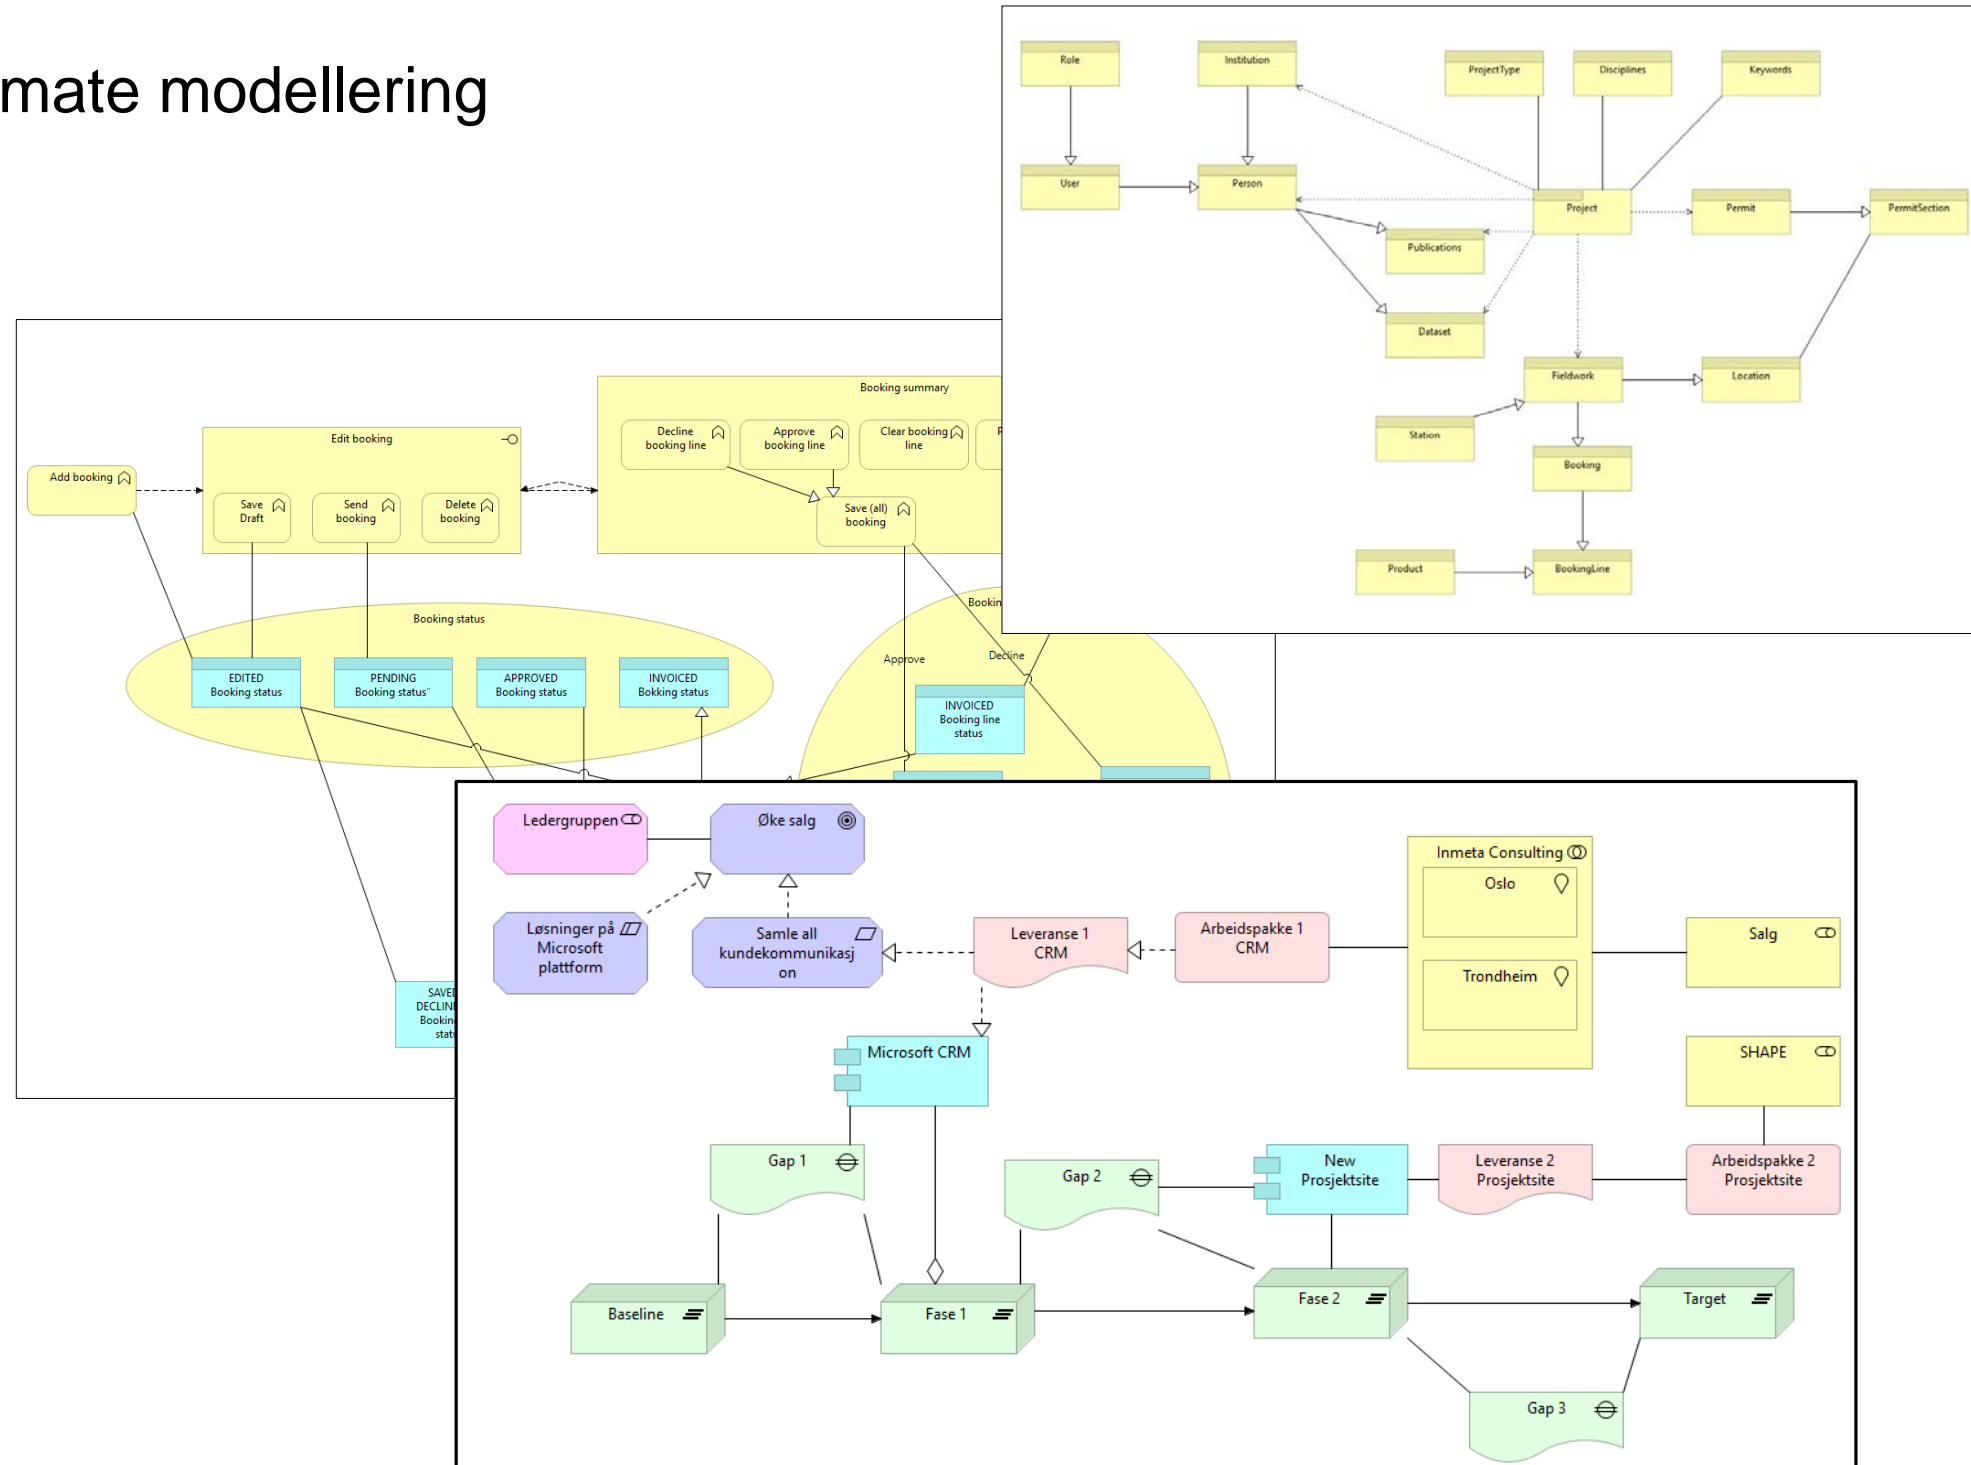 mate modellering
Role
Institution
ProjectType
Disciplines
Keywords
User
Person
Project
Permit
PermitSection
Publications
Dataset
Fieldwork
Location
Station
Booking
Product
BookingLine
Booking summary
Decline
booking line
Approve
booking line
Clear booking
line
Edit booking
Add booking
Save
Draft
Send
booking
Delete
booking
Save (all)
booking
Booking status
EDITED
Booking status
PENDING
Booking status¨
APPROVED
Booking status
INVOICED
Bokking status
Approve
Decline
INVOICED
Booking line
status
Ledergruppen
Øke salg
Løsninger på
Microsoft
plattform
Samle all
kundekommunikasj
on
Leveranse 1
CRM
Arbeidspakke 1
CRM
Inmeta Consulting
Oslo
Trondheim
Salg
SHAPE
Microsoft CRM
Gap 1
Gap 2
New
Prosjektsite
Leveranse 2
Prosjektsite
Arbeidspakke 2
Prosjektsite
Baseline
Fase 1
Fase 2
Target
Gap 3